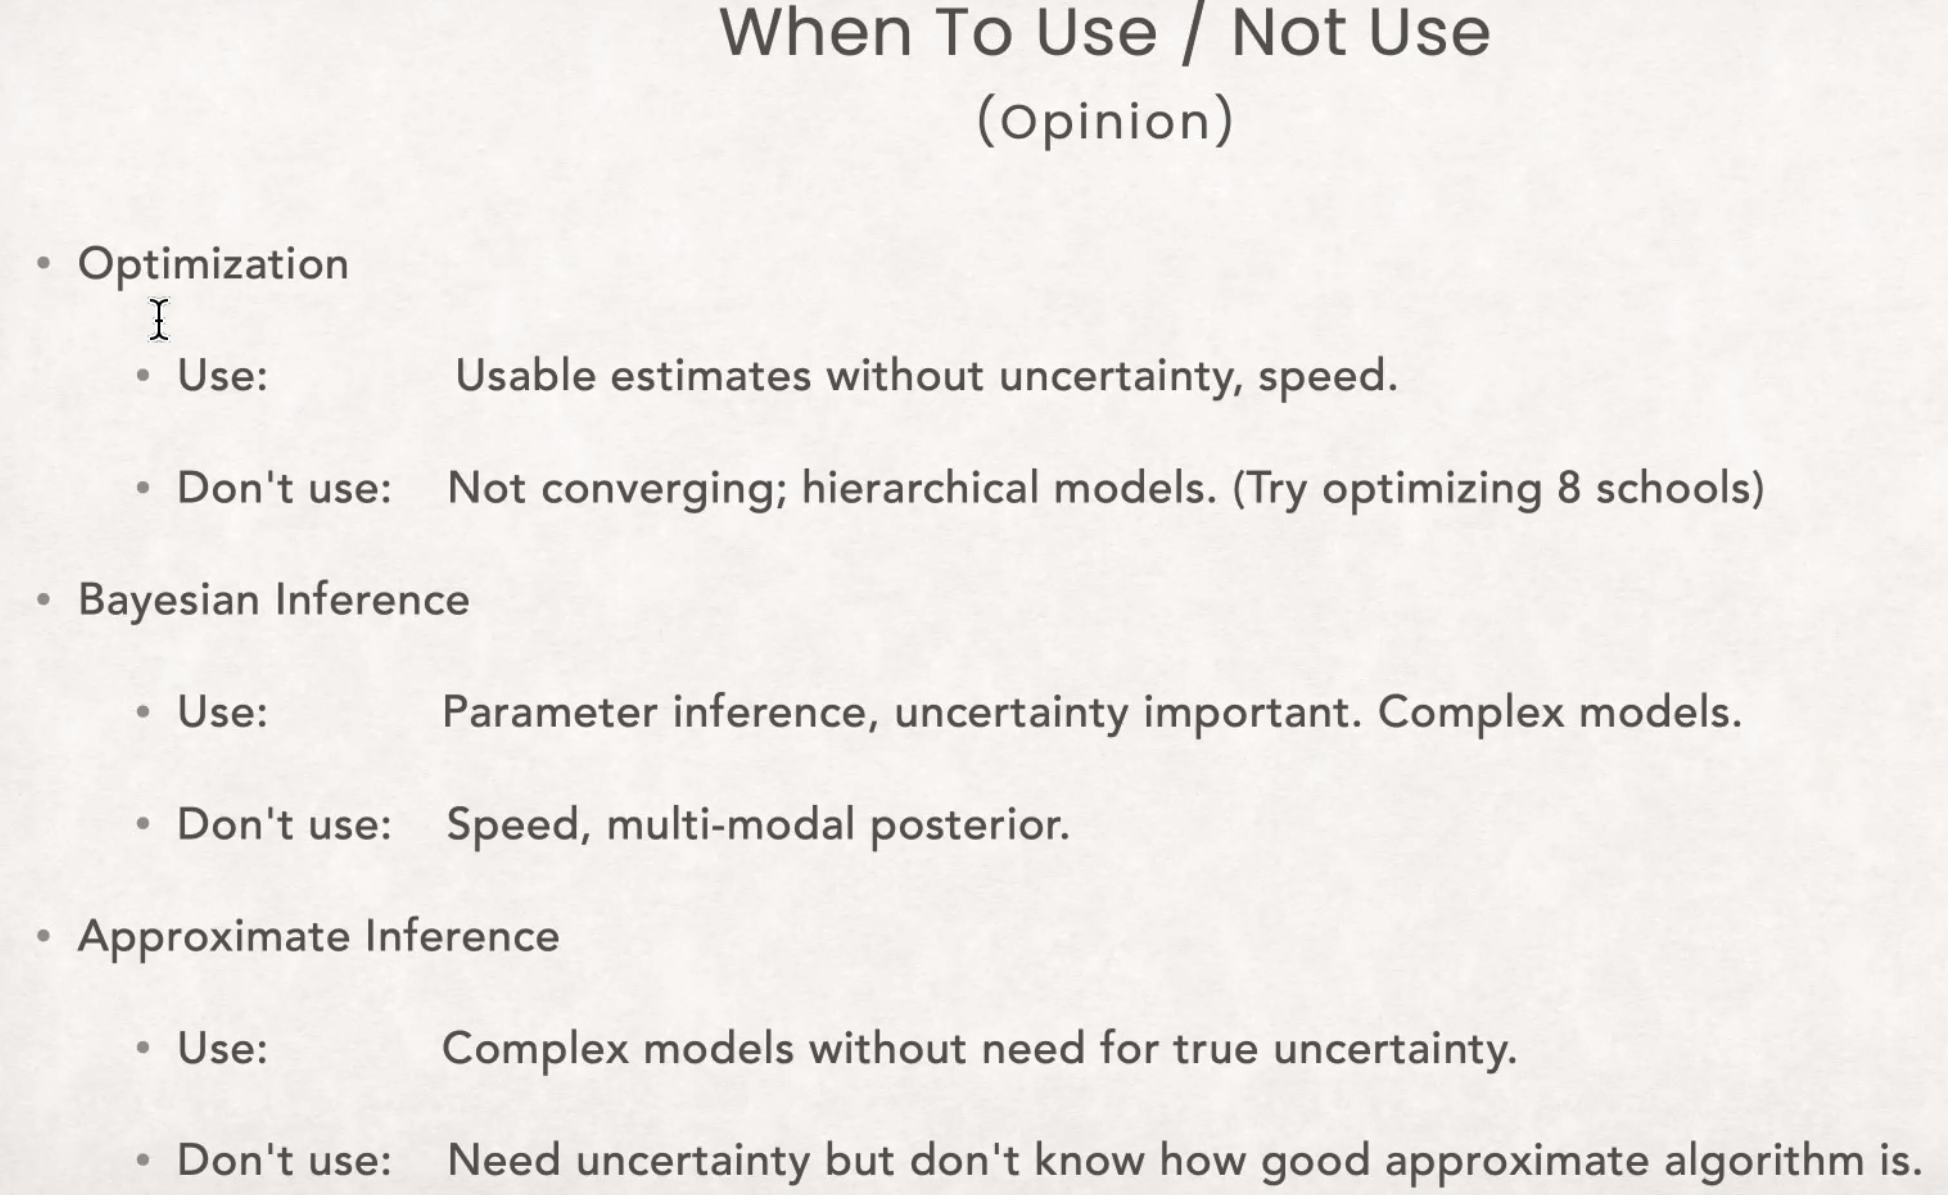 When To Use / Not Use
(Opinion)
• Optimization
• Use: Usable estimates without uncertainty, speed.
• Don't use: Not converging; hierarchical models. (Try optimizing 8 schools)
• Bayesian Inference
• Use: Parameter inference, uncertainty important. Complex models.
• Don't use: Speed, multi-modal posterior.
• Approximate Inference
• Use: Complex models without need for true uncertainty.
• Don't use: Need uncertainty but don't know how good approximate algorithm is.